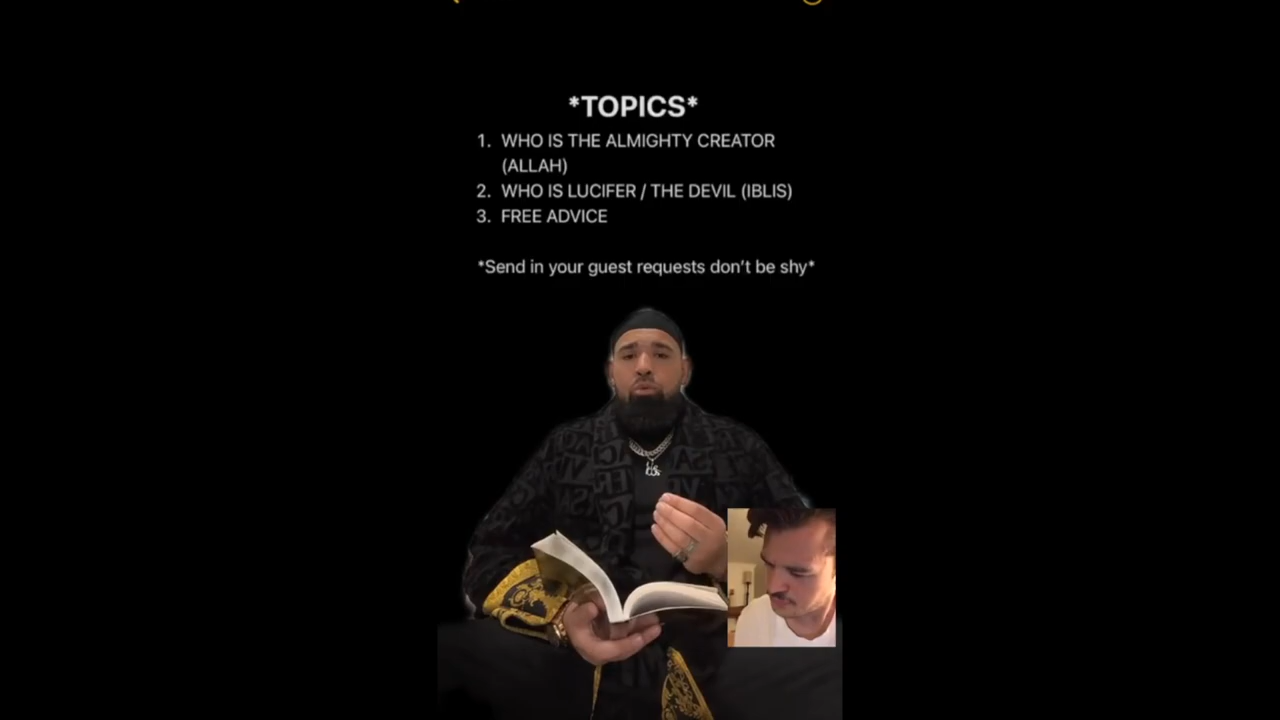 *TOPICS*
1. WHO IS THE ALMIGHTY CREATOR
(ALLAH)
2. WHO IS LUCIFER / THE DEVIL (IBLIS)
3. FREE ADVICE
*Send in your guest requests don't be shy*